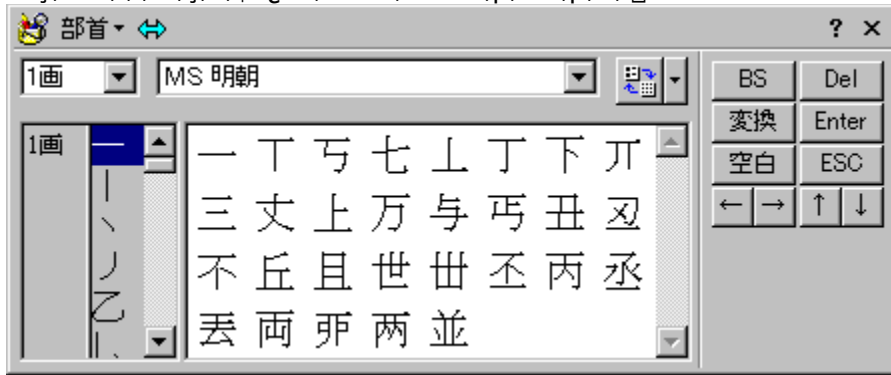 部首
? ×
1画
MS 明朝
BS Del
変換 Enter
空白 ESC
← → ↑ ↓
1画
一
丨
丶
丿
乙
亅
一 丅 丂 七 丄 丁 下 丌
三 丈 上 万 与 丏 丑 刄
不 丘 且 世 丗 丕 丙 丞
丟 両 丣 两 並